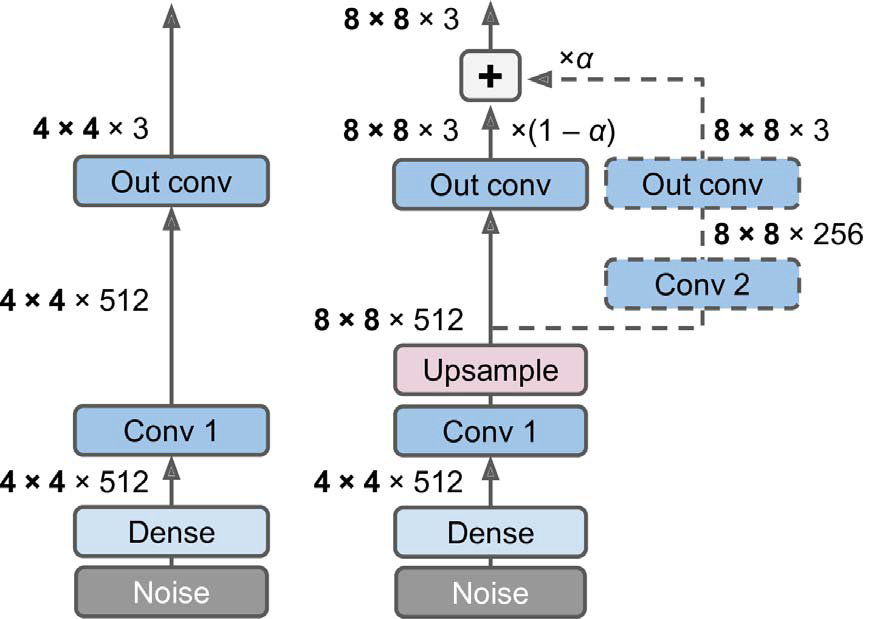 4 × 4 × 3
Out conv
4 × 4 × 512
Conv 1
4 × 4 × 512
Dense
Noise
8 × 8 × 3
+
×α
8 × 8 × 3
×(1 – α)
8 × 8 × 3
Out conv
Out conv
8 × 8 × 256
Conv 2
8 × 8 × 512
Upsample
Conv 1
4 × 4 × 512
Dense
Noise